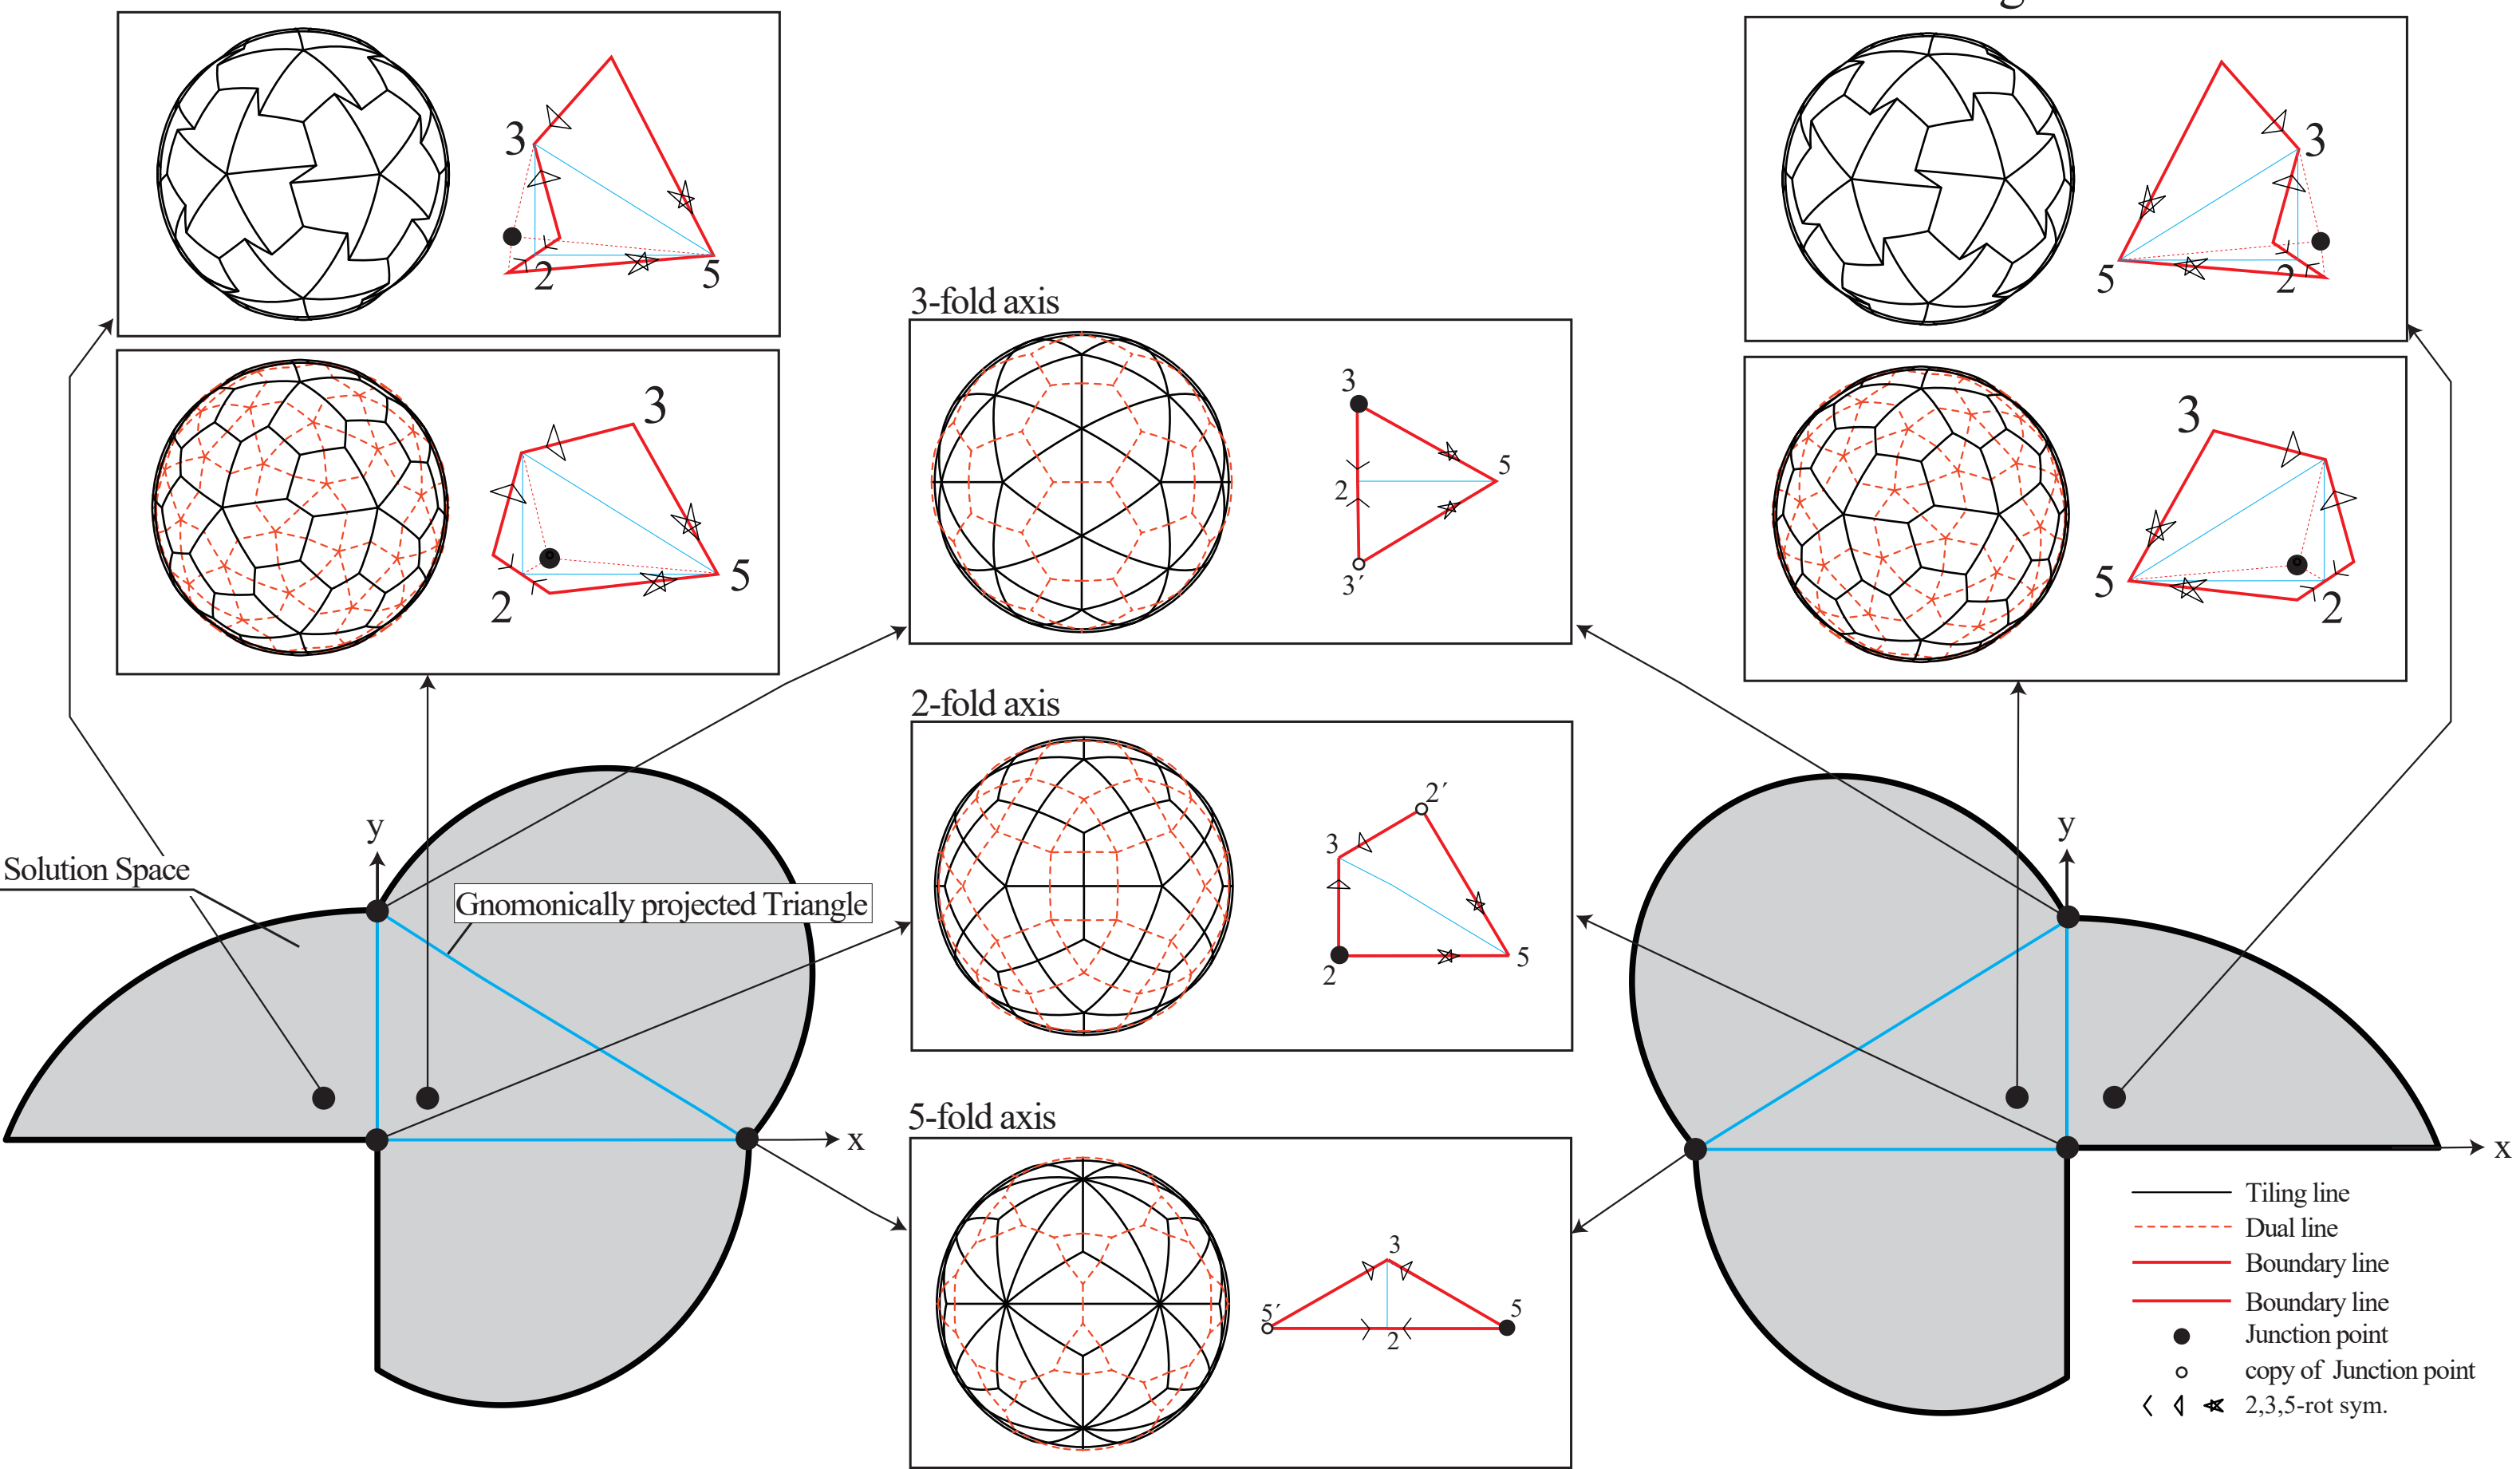 g
3
2
5
3
2
5
3-fold axis
3
5
2
3´
2-fold axis
2´
3
5
2
5-fold axis
3
5´
5
2
3
5
2
3
5
2
y
Solution Space
Gnomonically projected Triangle
x
y
x
Tiling line
Dual line
Boundary line
Boundary line
Junction point
copy of Junction point
2,3,5-rot sym.